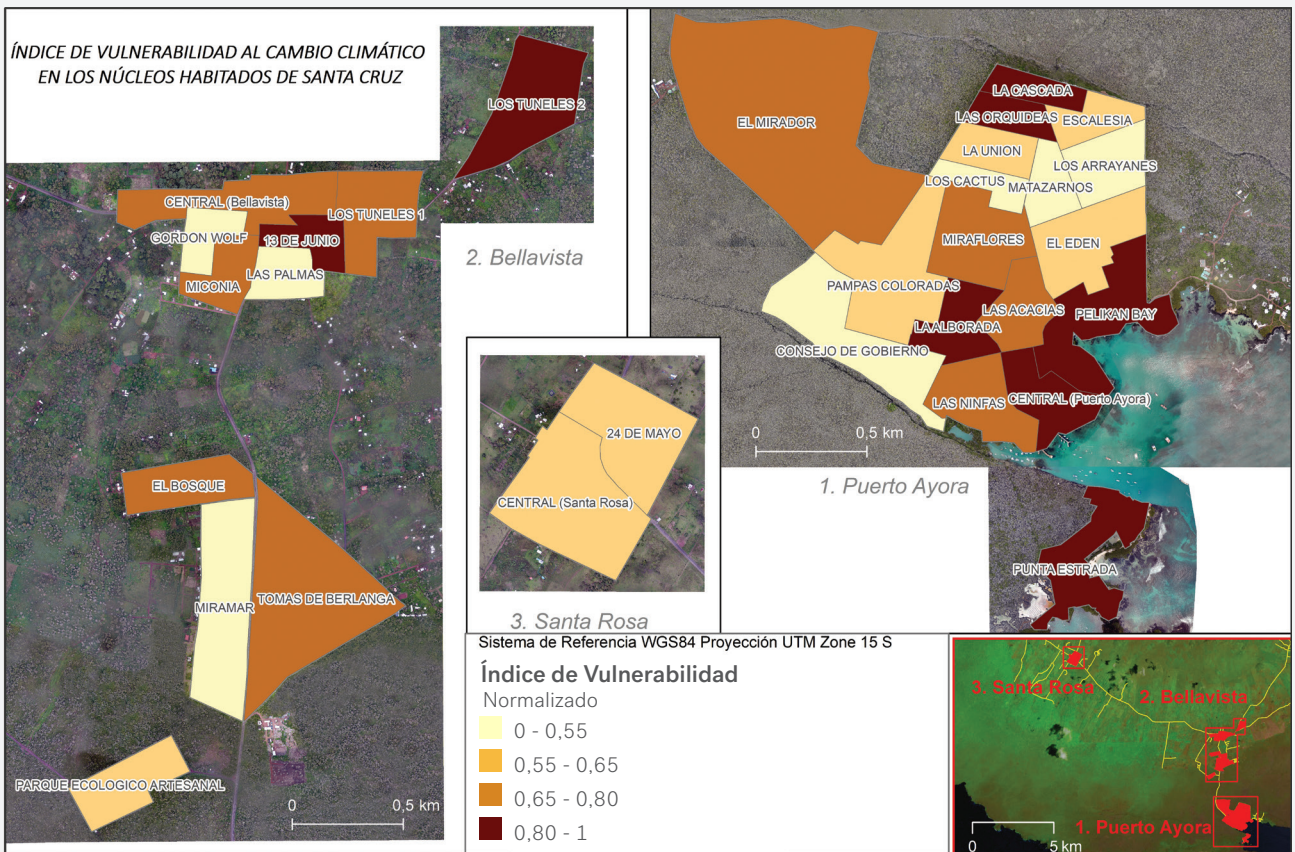 ÍNDICE DE VULNERABILIDAD AL CAMBIO CLIMÁTICO
EN LOS NÚCLEOS HABITADOS DE SANTA CRUZ
LOS TUNELES 2
CENTRAL (Bellavista)
LOS TUNELES 1
GORDON WOLF
13 DE JUNIO
LAS PALMAS
MICONIA
2. Bellavista
EL BOSQUE
MIRAMAR
TOMAS DE BERLANGA
PARQUE ECOLOGICO ARTESANAL
0
0,5 km
24 DE MAYO
CENTRAL (Santa Rosa)
3. Santa Rosa
EL MIRADOR
LA CASCADA
LAS ORQUIDEAS
ESCALESIA
LA UNION
LOS ARRAYANES
LOS CACTUS
MATAZARNOS
MIRAFLORES
EL EDEN
PAMPAS COLORADAS
LAS ACACIAS
PELIKAN BAY
LA ALBORADA
CONSEJO DE GOBIERNO
LAS NINFAS
CENTRAL (Puerto Ayora)
0
0,5 km
1. Puerto Ayora
PUNTA ESTRADA
Sistema de Referencia WGS84 Proyección UTM Zone 15 S
Índice de Vulnerabilidad
Normalizado
0 - 0,55
0,55 - 0,65
0,65 - 0,80
0,80 - 1
3. Santa Rosa
2. Bellavista
1. Puerto Ayora
0
5 km